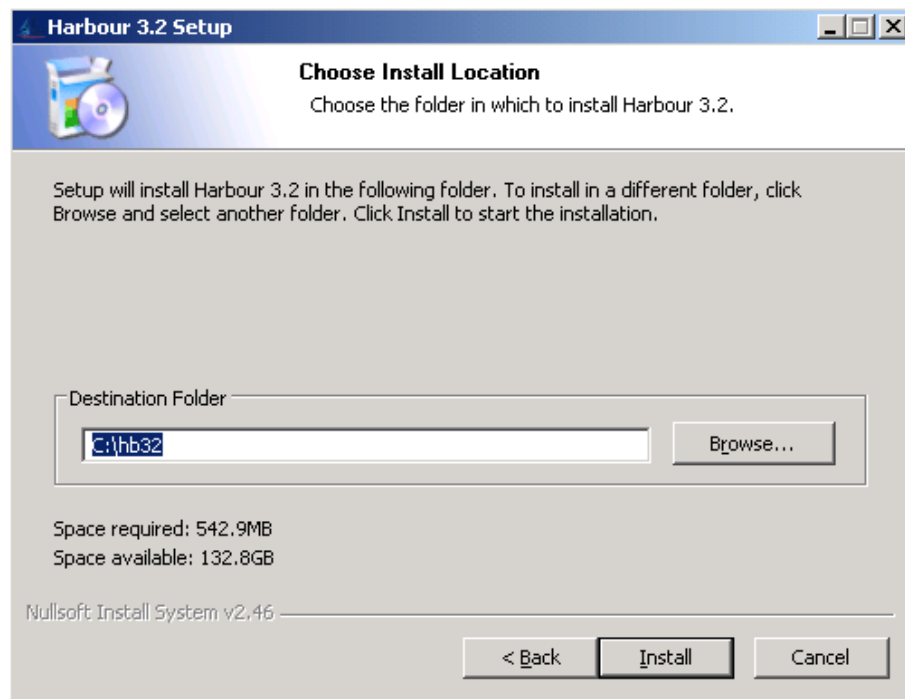 Harbour 3.2 Setup
Choose Install Location
Choose the folder in which to install Harbour 3.2.
Setup will install Harbour 3.2 in the following folder. To install in a different folder, click
Browse and select another folder. Click Install to start the installation.
Destination Folder
C:\hb32
Browse...
Space required: 542.9MB
Space available: 132.8GB
Nullsoft Install System v2.46
< Back
Install
Cancel